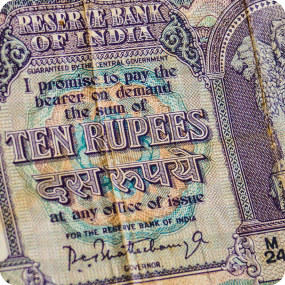 RESERVE BANK
OF INDIA
GUARANTEED BY THE CENTRAL GOVERNMENT
I promise to pay the
bearer on demand
the sum of
TEN RUPEES
दस रुपये
at any office of issue
FOR THE RESERVE BANK OF INDIA
GOVERNOR
M
24